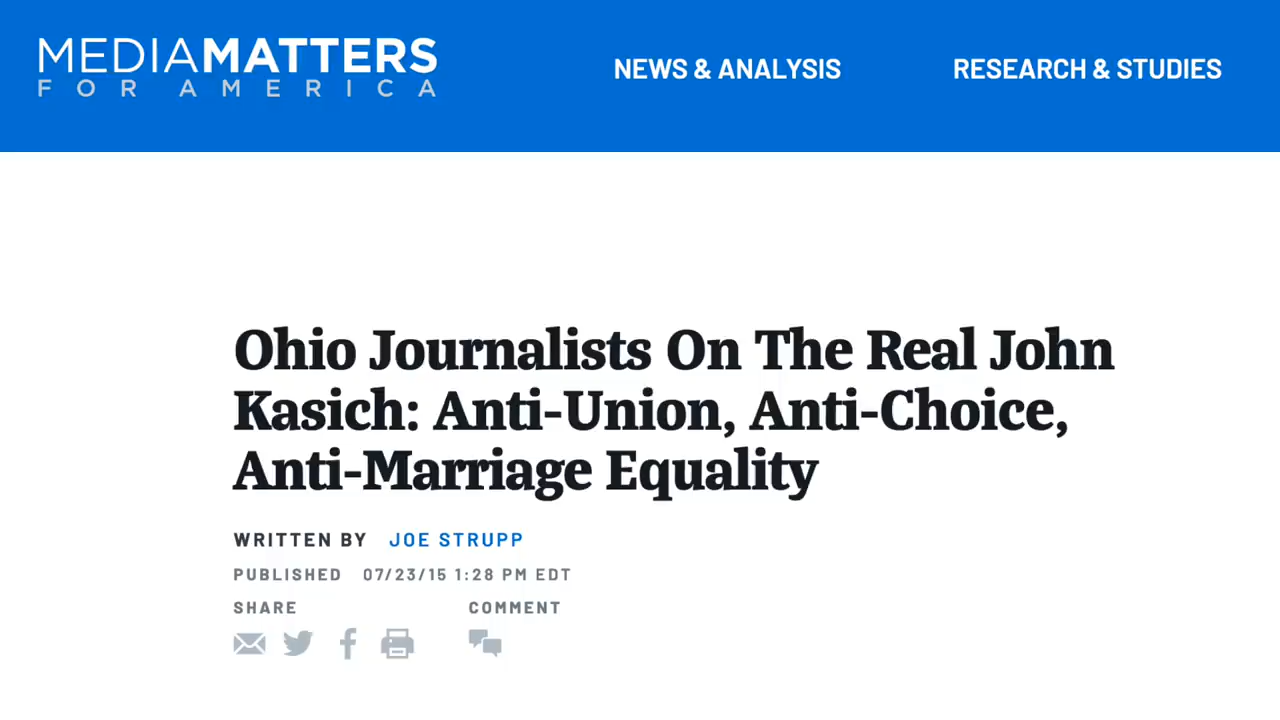 MEDIAMATTERS
FOR AMERICA
NEWS & ANALYSIS
RESEARCH & STUDIES
Ohio Journalists On The Real John
Kasich: Anti-Union, Anti-Choice,
Anti-Marriage Equality
WRITTEN BY JOE STRUPP
PUBLISHED 07/23/15 1:28 PM EDT
SHARE COMMENT